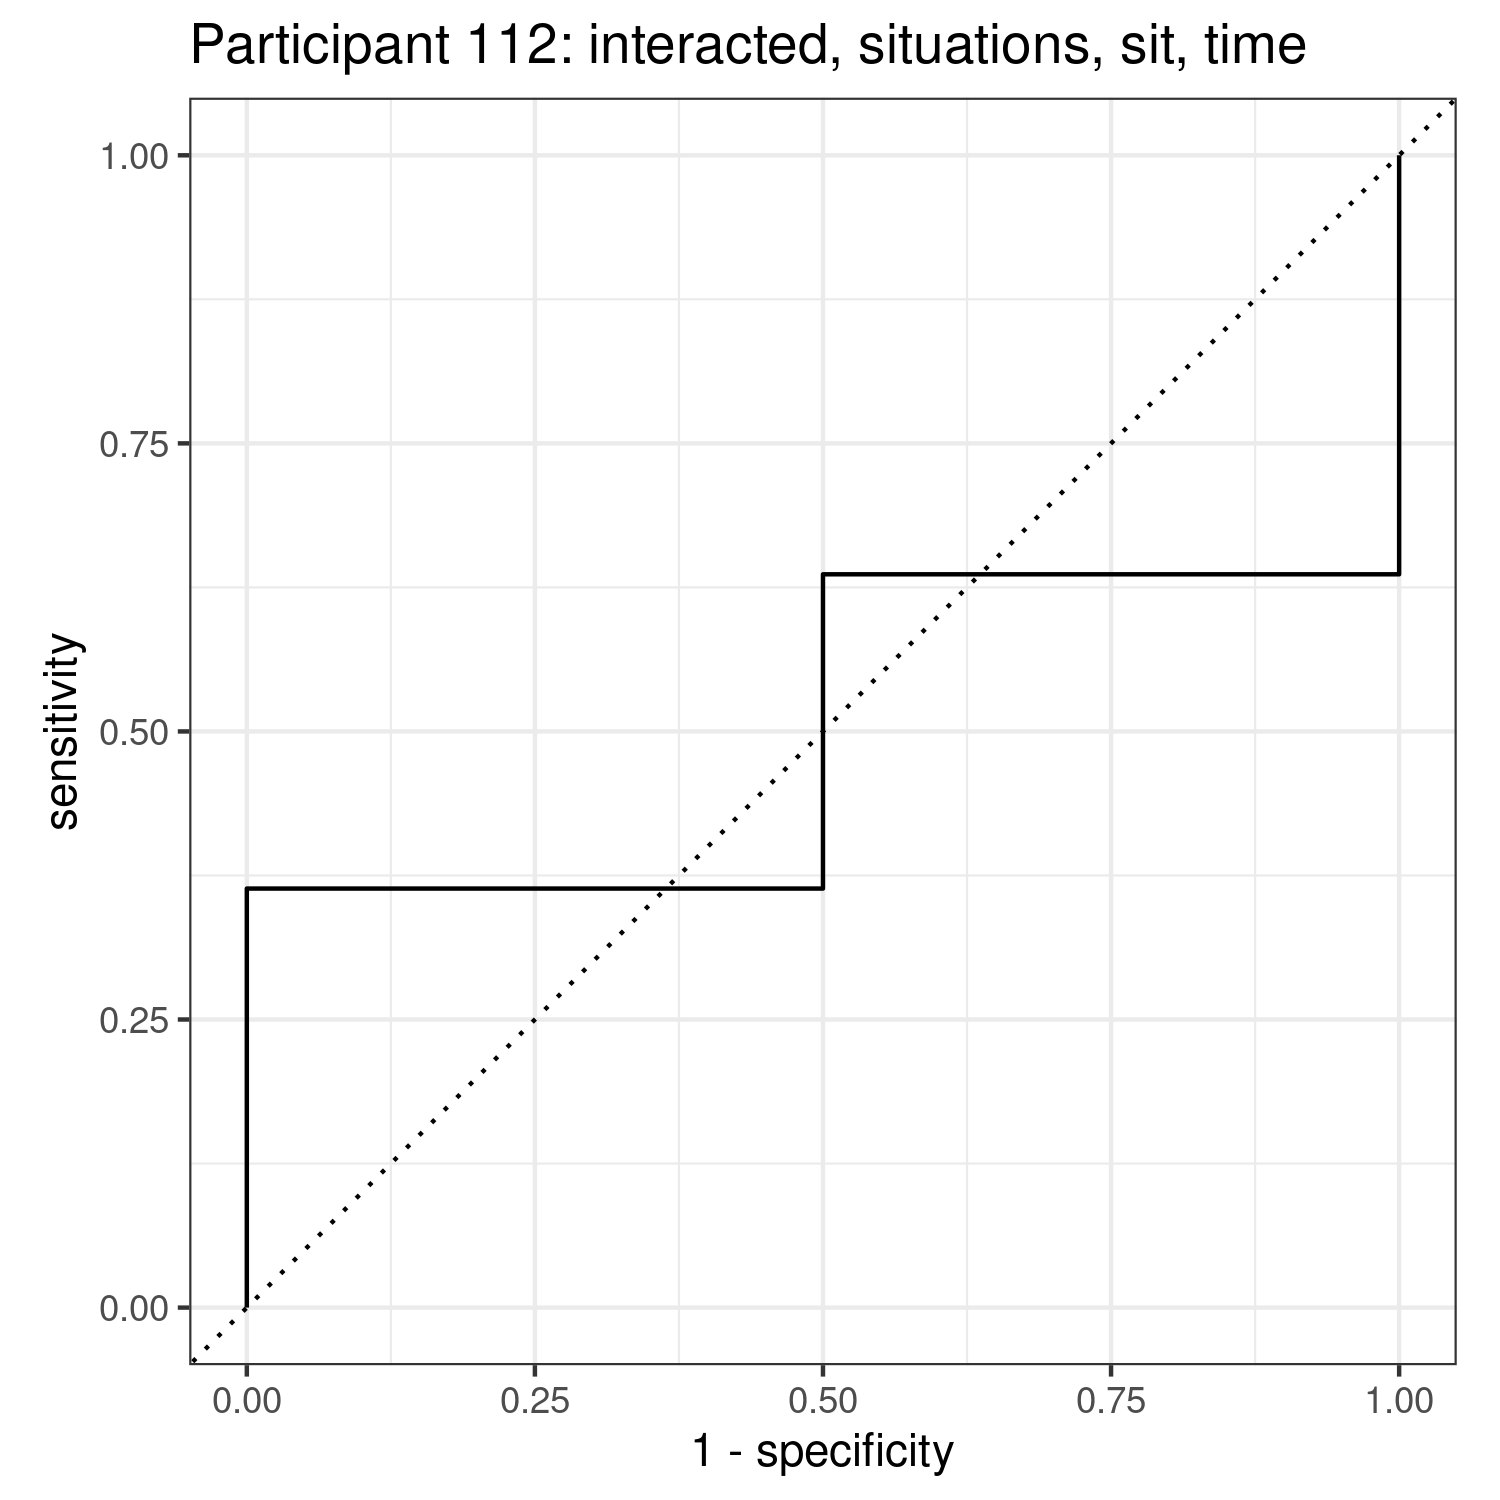 Participant 112: interacted, situations, sit, time
1.00
0.75
0.50
0.25
0.00
sensitivity
0.00 0.25 0.50 0.75 1.00
1 - specificity